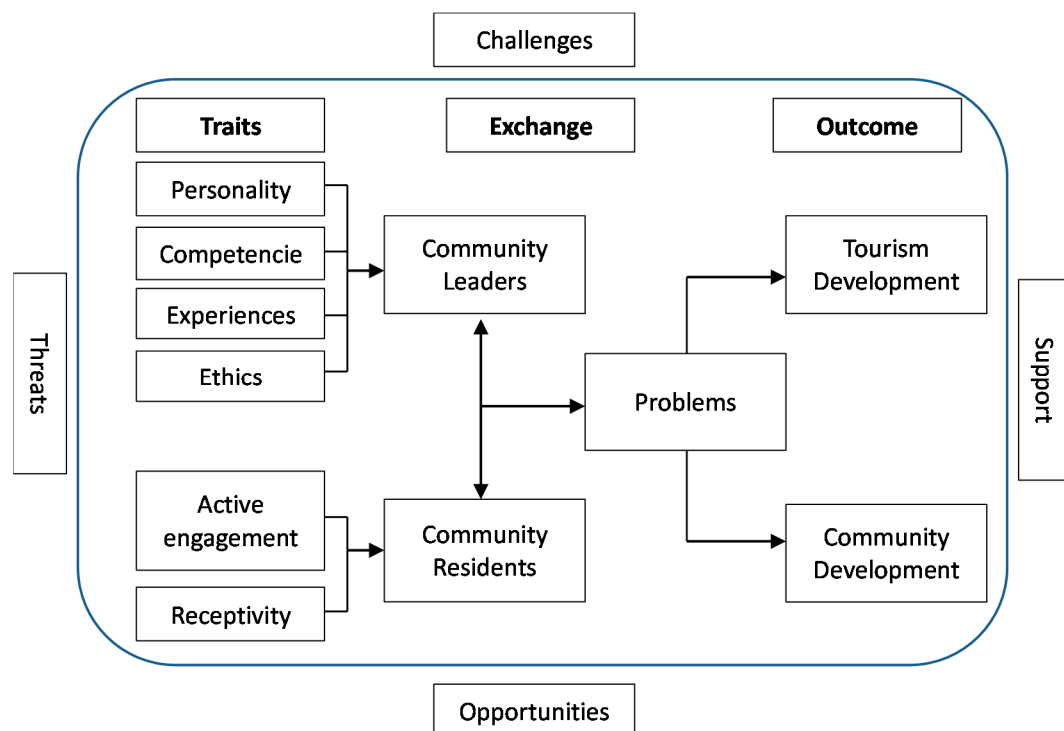 Challenges
Traits
Exchange
Outcome
Personality
Competencie
Experiences
Ethics
Community
Leaders
Tourism
Development
Threats
Support
Problems
Active
engagement
Receptivity
Community
Residents
Community
Development
Opportunities